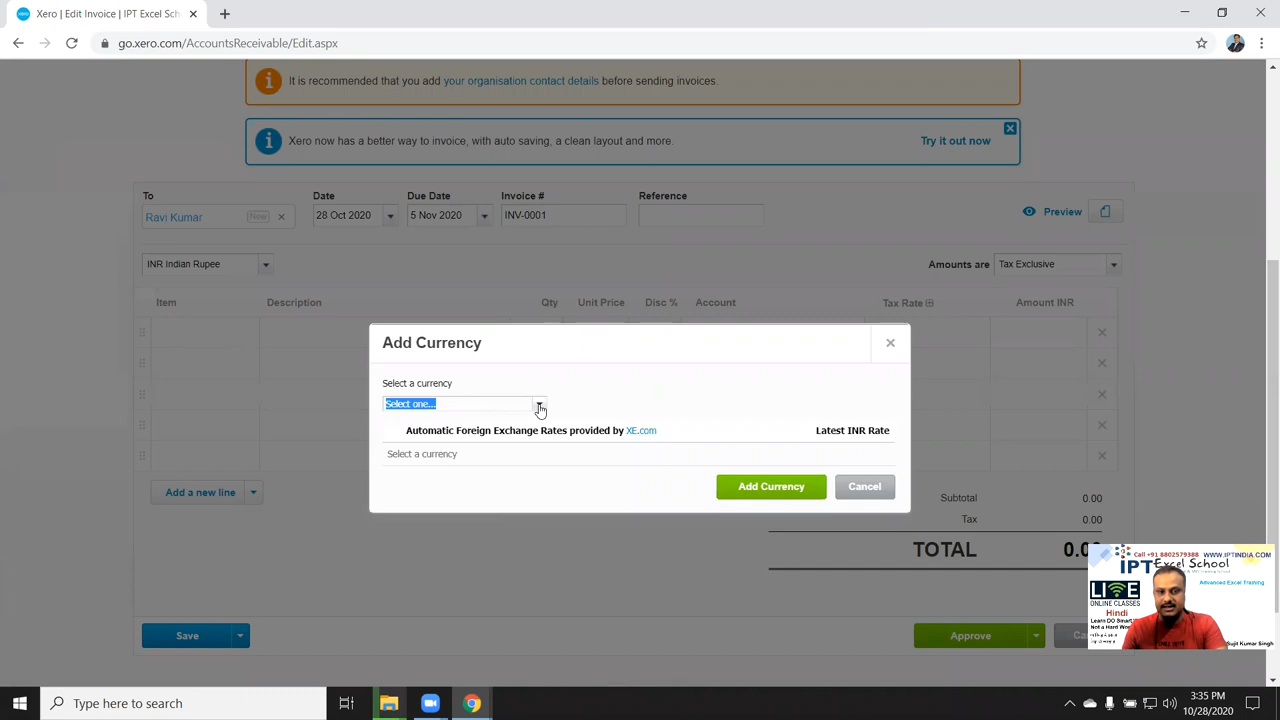 Xero | Edit Invoice | IPT Excel Sch
go.xero.com/AccountsReceivable/Edit.aspx
It is recommended that you add your organisation contact details before sending invoices.
Xero now has a better way to invoice, with auto saving, a clean layout and more.
Try it out now
To
Date
Due Date
Invoice #
Reference
Ravi Kumar
New
28 Oct 2020
5 Nov 2020
INV-0001
Preview
INR Indian Rupee
Amounts are
Tax Exclusive
Item
Description
Qty
Unit Price
Disc %
Account
Tax Rate
Amount INR
Add Currency
Select a currency
Select one...
Automatic Foreign Exchange Rates provided by XE.com
Latest INR Rate
Select a currency
Add Currency
Cancel
Add a new line
Subtotal
0.00
Tax
0.00
TOTAL
Save
Approve
Call +91 8802579388 WWW.IPTINDIA.COM
IPT Excel School
Advanced Excel Training
LIVE
ONLINE CLASSES
Hindi
Learn DO Smart
Not a Hard Wo
Sujit Kumar Singh
Type here to search
3:35 PM
10/28/2020